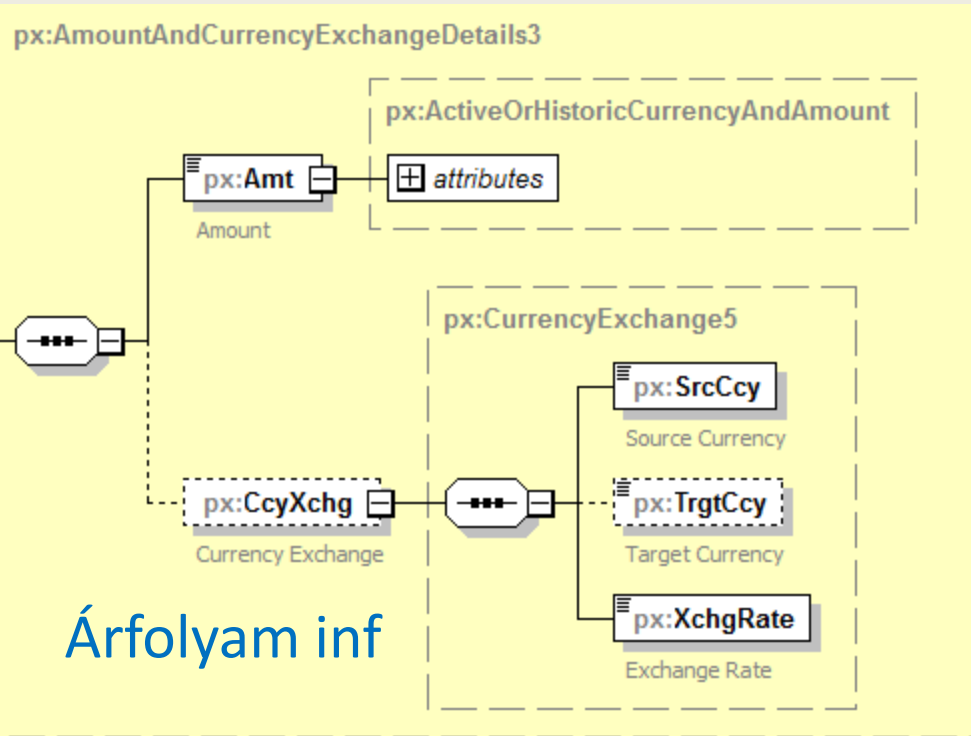 px:AmountAndCurrencyExchangeDetails3
px:ActiveOrHistoricCurrencyAndAmount
px:Amt
attributes
Amount
px:CurrencyExchange5
px:SrcCcy
Source Currency
px:CcyXchg
px:TrgtCcy
Currency Exchange
Target Currency
px:XchgRate
Exchange Rate
Árfolyam inf